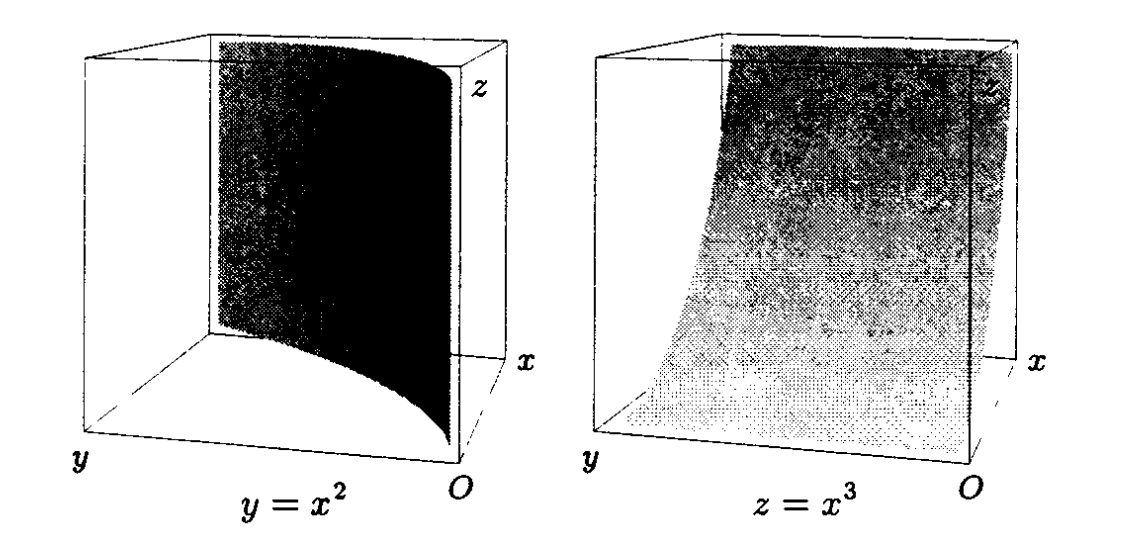 z
z
x
x
y
y
O
O
y = x²
z = x³